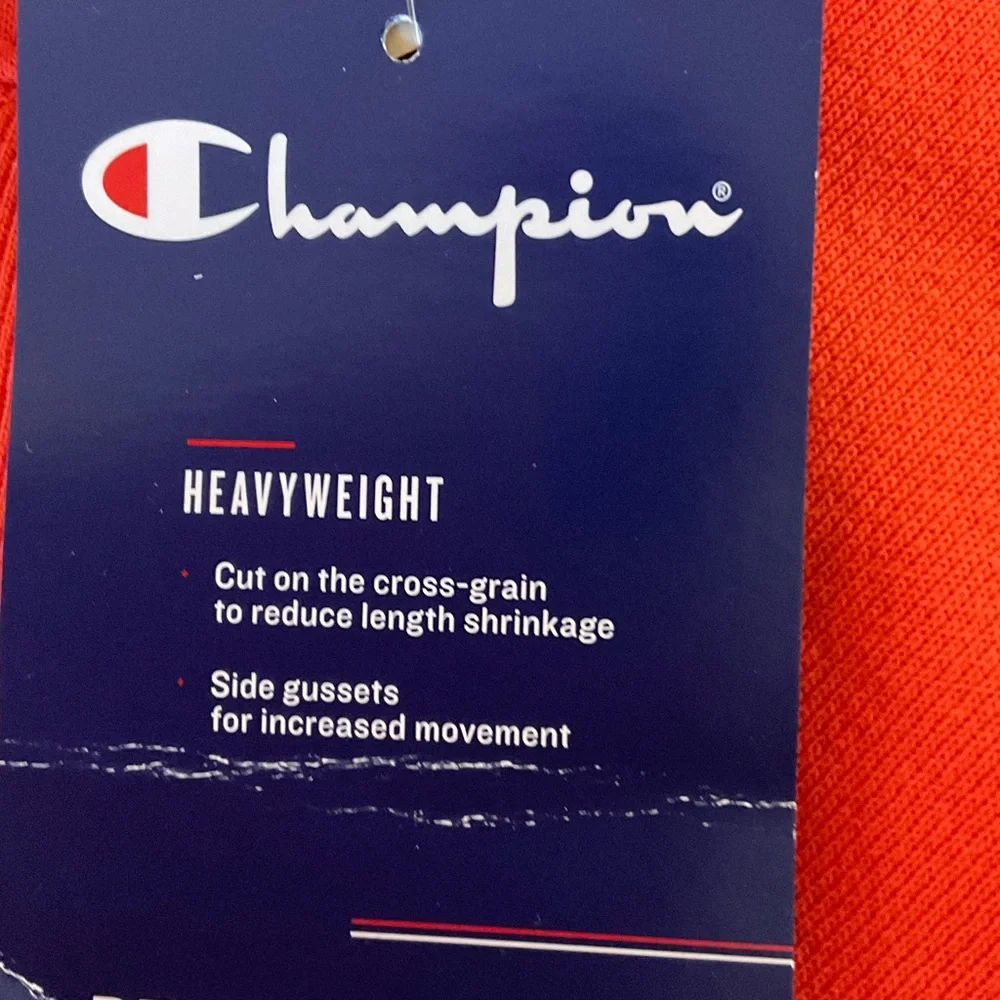 Champion®
HEAVYWEIGHT
Cut on the cross-grain
to reduce length shrinkage
Side gussets
for increased movement